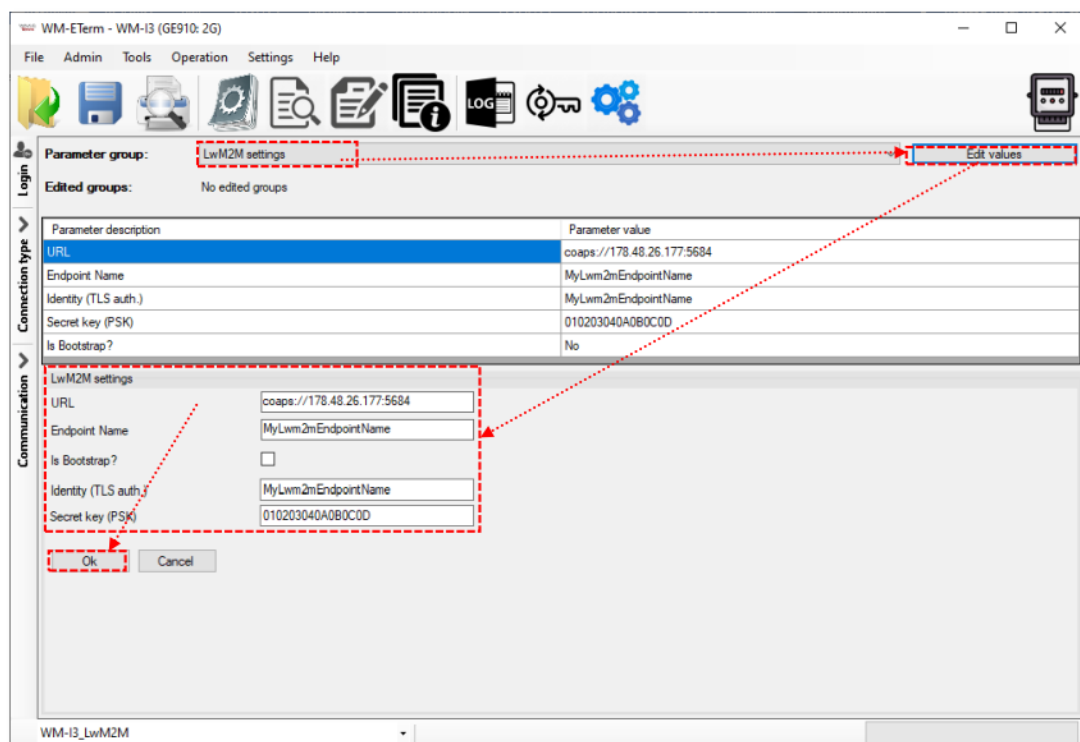 WM-ETerm - WM-I3 (GE910: 2G)
File Admin Tools Operation Settings Help
LOG
Login
Connection type
Communication
Parameter group: LwM2M settings Edit values
Edited groups: No edited groups
Parameter description Parameter value
URL coaps://178.48.26.177:5684
Endpoint Name MyLwm2mEndpointName
Identity (TLS auth.) MyLwm2mEndpointName
Secret key (PSK) 010203040A0B0C0D
Is Bootstrap? No
LwM2M settings
URL coaps://178.48.26.177:5684
Endpoint Name MyLwm2mEndpointName
Is Bootstrap?
Identity (TLS auth.) MyLwm2mEndpointName
Secret key (PSK) 010203040A0B0C0D
Ok Cancel
WM-I3_LwM2M